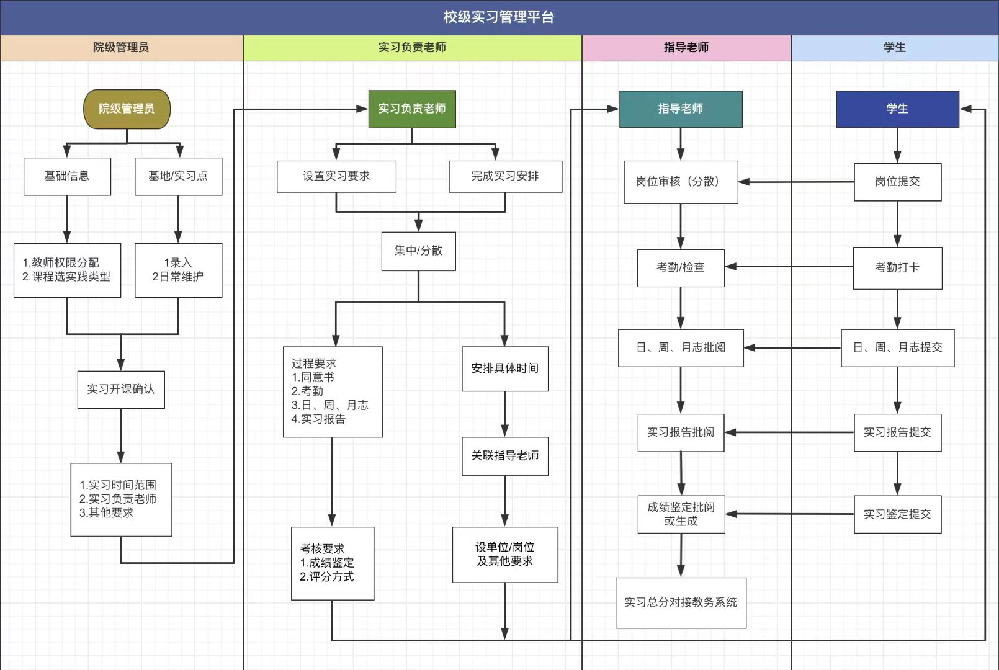 校级实习管理平台
院级管理员
实习负责老师
指导老师
学生
院级管理员
基础信息
基地/实习点
1.教师权限分配
2.课程选实践类型
1录入
2日常维护
实习开课确认
1.实习时间范围
2.实习负责老师
3.其他要求
实习负责老师
设置实习要求
完成实习安排
集中/分散
过程要求
1.同意书
2.考勤
3.日、周、月志
4.实习报告
安排具体时间
关联指导老师
考核要求
1.成绩鉴定
2.评分方式
设单位/岗位
及其他要求
指导老师
岗位审核（分散）
考勤/检查
日、周、月志批阅
实习报告批阅
成绩鉴定批阅
或生成
实习总分对接教务系统
学生
岗位提交
考勤打卡
日、周、月志提交
实习报告提交
实习鉴定提交